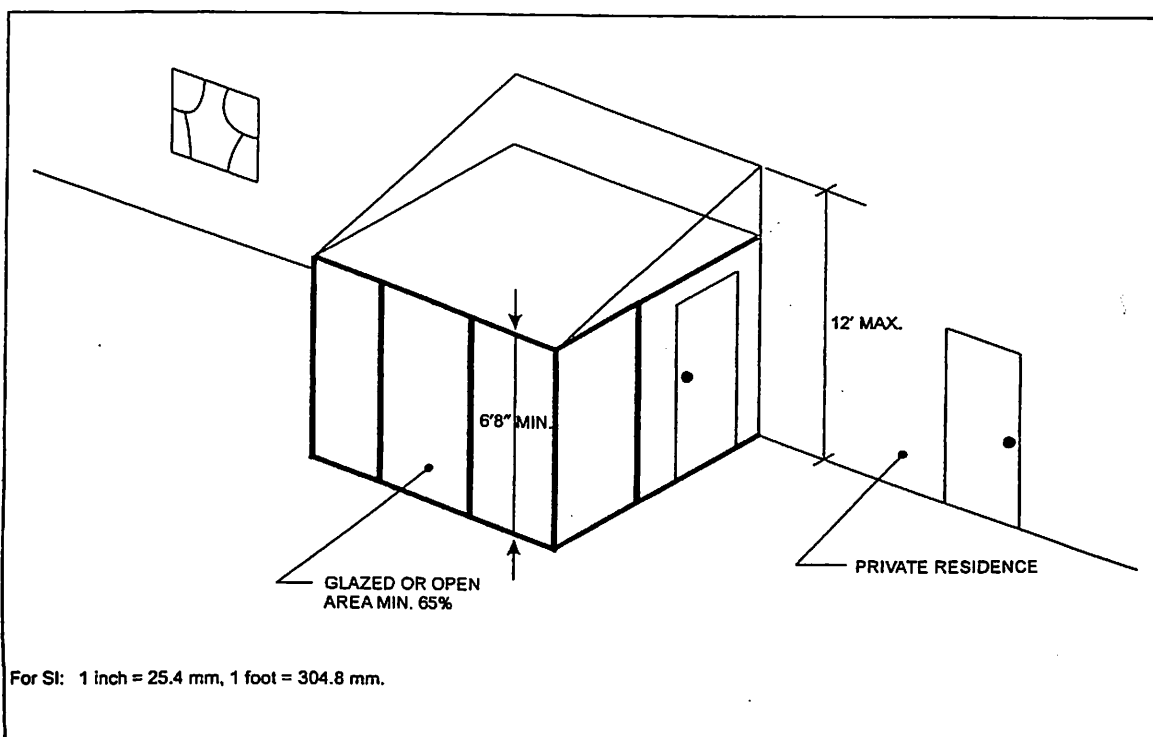 12' MAX.
6'8" MIN.
GLAZED OR OPEN
AREA MIN. 65%
PRIVATE RESIDENCE
For SI: 1 inch = 25.4 mm, 1 foot = 304.8 mm.